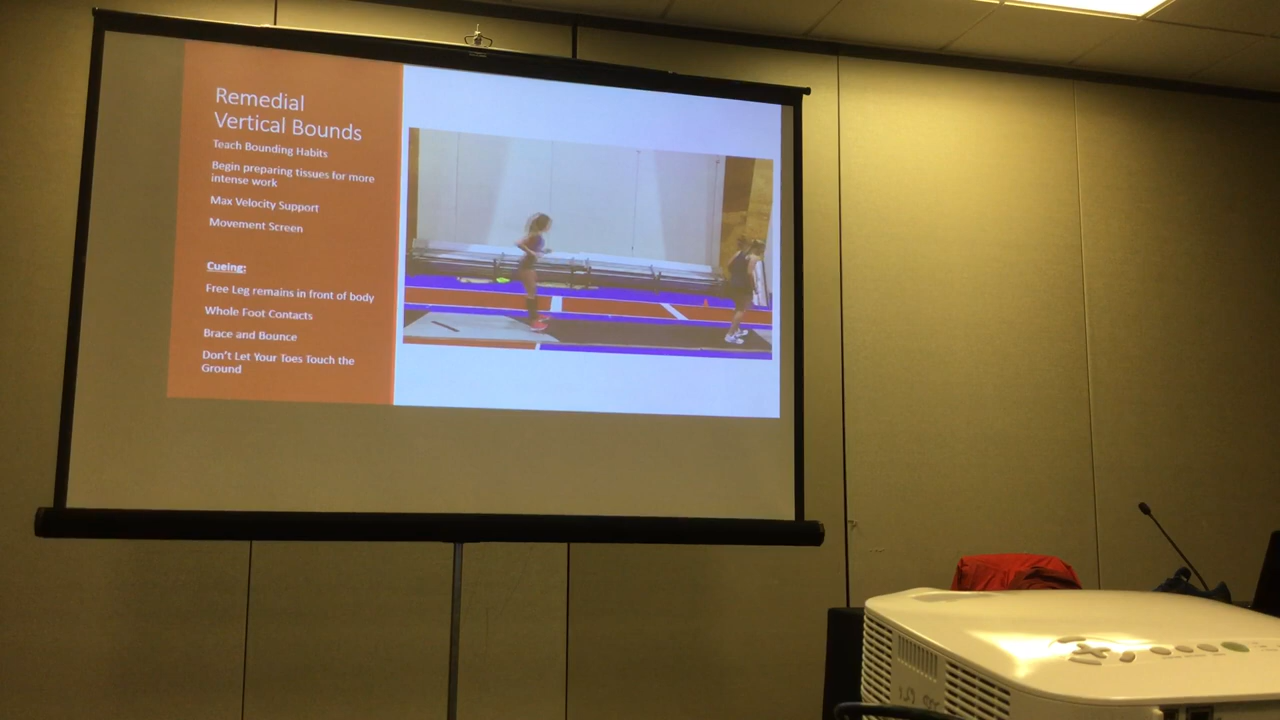 Remedial
Vertical Bounds
Teach Bounding Habits
Begin preparing tissues for more
intense work
Max Velocity Support
Movement Screen
Cueing:
Free Leg remains in front of body
Whole Foot Contacts
Brace and Bounce
Don't Let Your Toes Touch the
Ground